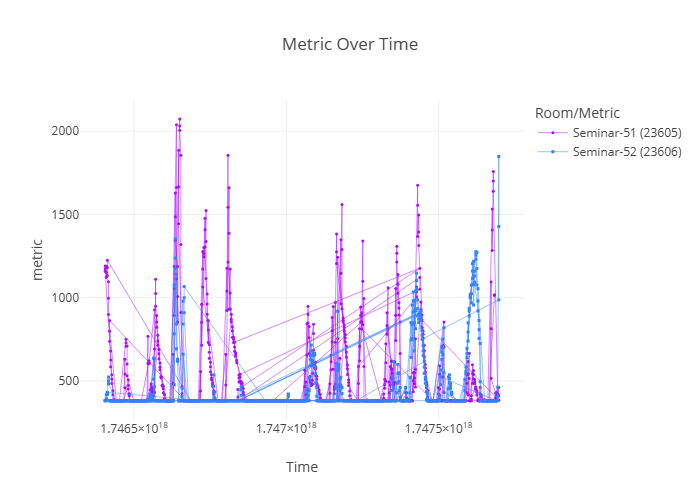 Metric Over Time
Room/Metric
Seminar-51 (23605)
Seminar-52 (23606)
metric
2000
1500
1000
500
1.7465×10¹⁸
1.747×10¹⁸
1.7475×10¹⁸
Time